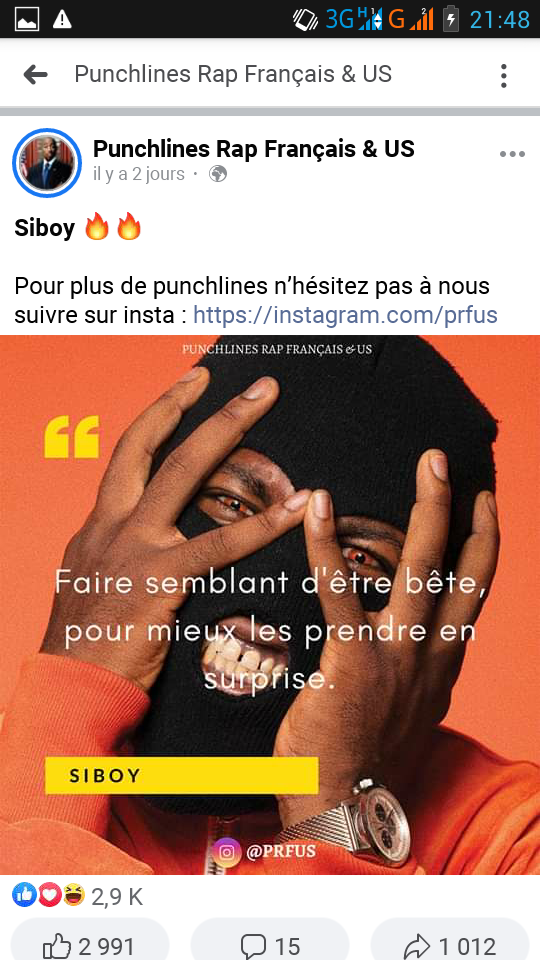 3G H 1 G 2 21:48
Punchlines Rap Français & US
Punchlines Rap Français & US
il y a 2 jours ·
Siboy 🔥🔥
Pour plus de punchlines n’hésitez pas à nous
suivre sur insta : https://instagram.com/prfus
PUNCHLINES RAP FRANÇAIS & US
“
Faire semblant d'être bête,
pour mieux les prendre en
surprise.
SIBOY
@PRFUS
2,9 K
2 991 15 1 012